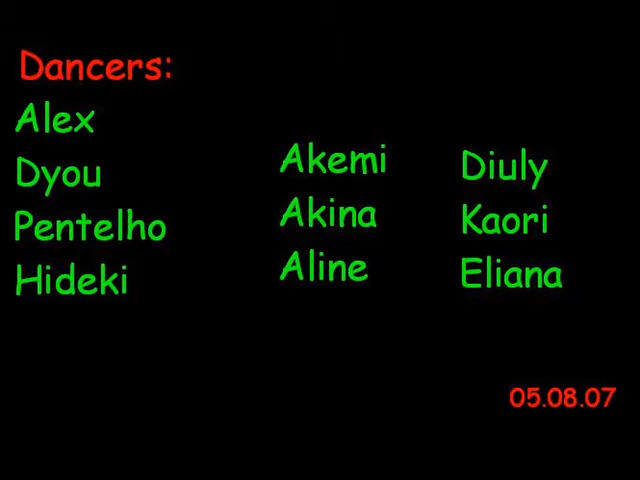 Dancers:
Alex
Dyou
Pentelho
Hideki
Akemi
Akina
Aline
Diuly
Kaori
Eliana
05.08.07